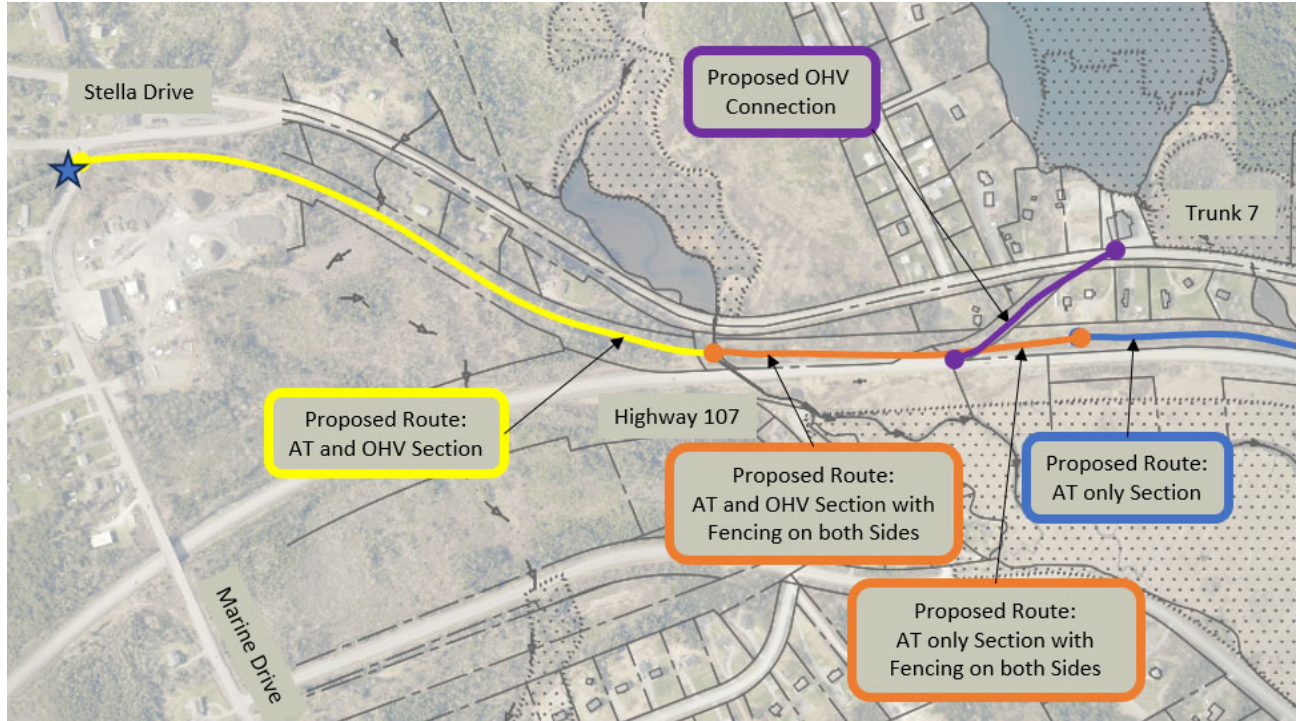 Stella Drive
Proposed OHV
Connection
Trunk 7
Proposed Route:
AT and OHV Section
Highway 107
Proposed Route:
AT and OHV Section with
Fencing on both Sides
Proposed Route:
AT only Section
Marine Drive
Proposed Route:
AT only Section with
Fencing on both Sides